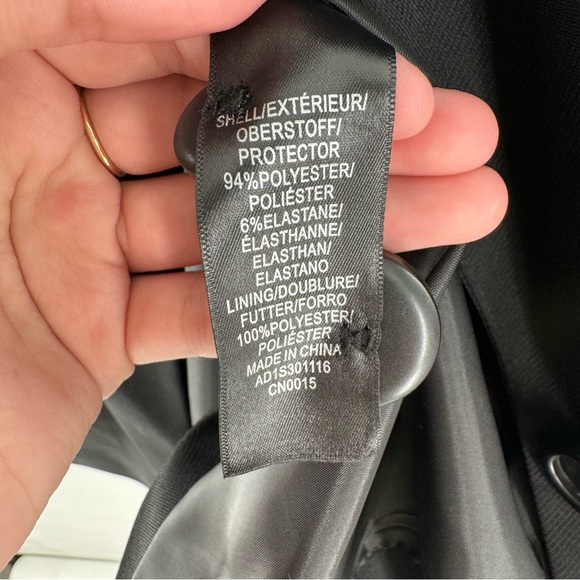 SHELL/EXTÉRIEUR/
OBERSTOFF/
PROTECTOR
94%POLYESTER/
POLIÉSTER
6%ELASTANE/
ÉLASTHANNE/
ELASTHAN/
ELASTANO
LINING/DOUBLURE/
FUTTER/FORRO
100%POLYESTER/
POLIÉSTER
MADE IN CHINA
AD1S301116
CN0015